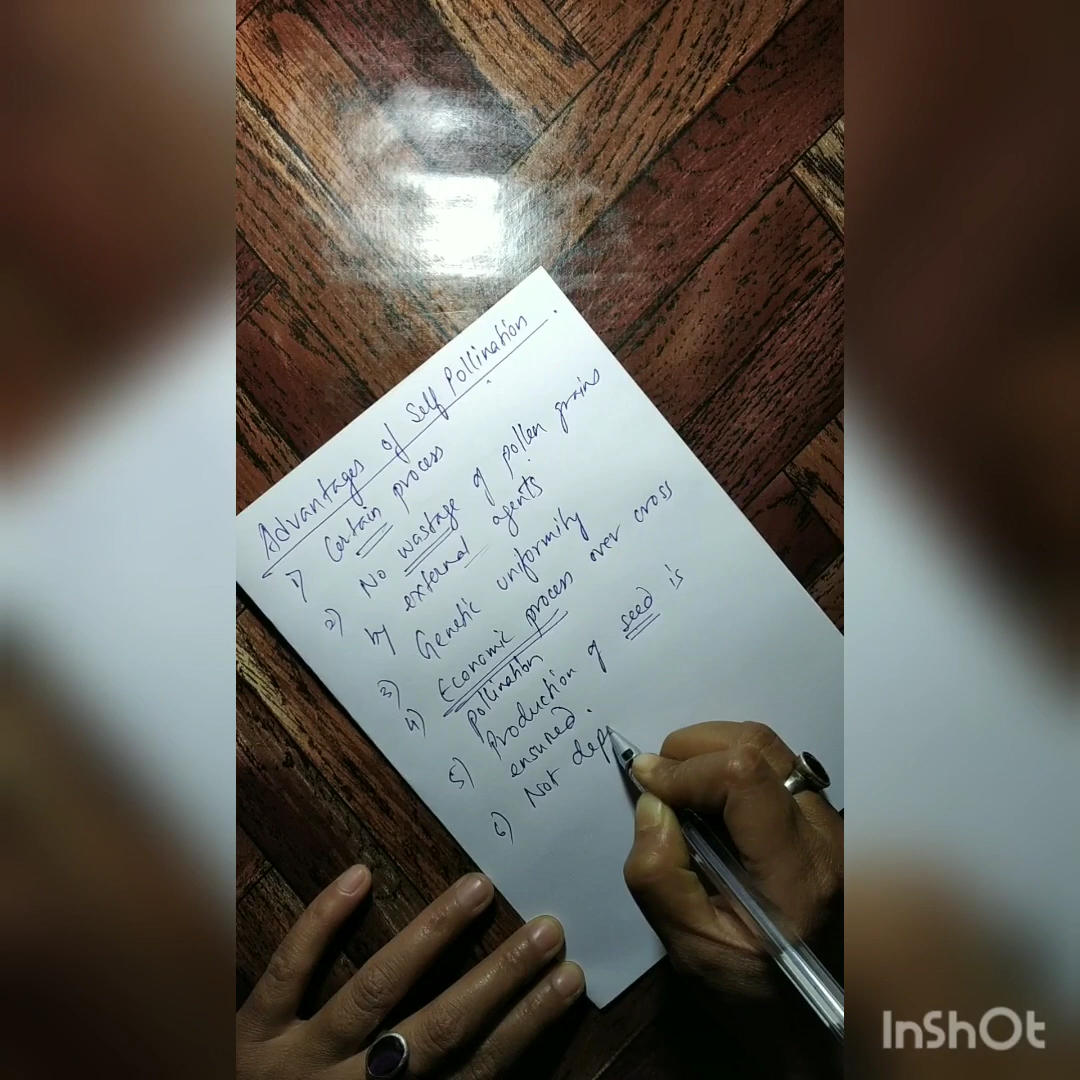 Advantages of Self Pollination.
1) Certain process
2) No wastage of pollen grains
by external agents
3) Genetic uniformity
4) Economic process over cross
pollination
5) Production of seed is
ensured.
6) Not dep
InShOt